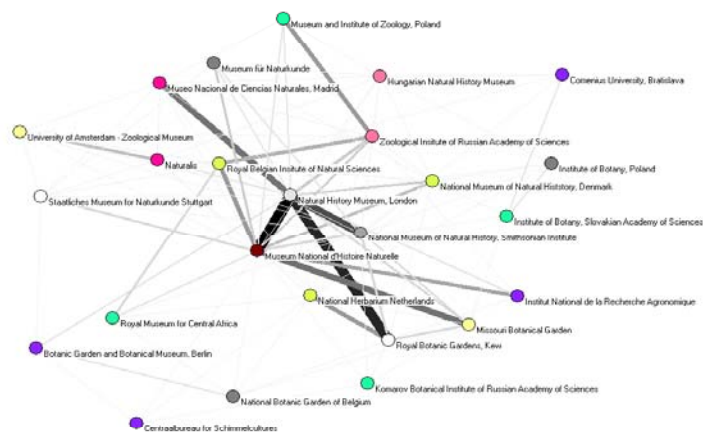 Museum and Institute of Zoology, Poland
Museum für Naturkunde
Hungarian Natural History Museum
Comenius University, Bratislava
Museo Nacional de Ciencias Naturales, Madrid
University of Amsterdam - Zoological Museum
Zoological Insitute of Russian Academy of Sciences
Naturalis
Royal Belgian Insitute of Natural Sciences
Institute of Botany, Poland
National Museum of Natural Histstory, Denmark
Staatliches Museum for Naturkunde Stuttgart
Natural History Museum, London
Institute of Botany, Slovakian Academy of Sciences
National Museum of Natural History, Smithsonian Institute
Museum National d'Histoire Naturelle
National Herbarium Netherlands
Institut National de la Recherche Agronomique
Royal Museum for Central Africa
Missouri Botanical Garden
Royal Botanic Gardens, Kew
Botanic Garden and Botanical Museum, Berlin
Komarov Botanical Institute of Russian Academy of Sciences
National Botanic Garden of Belgium
Centraalbureau for Schimmelcultures